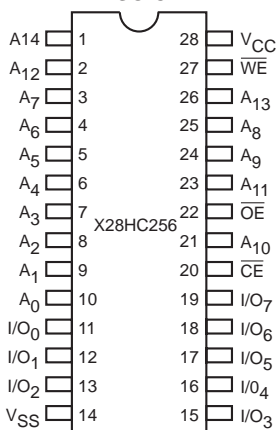 A14 1 28 VCC
A12 2 27 WE
A7 3 26 A13
A6 4 25 A8
A5 5 24 A9
A4 6 23 A11
A3 7 22 OE
X28HC256
A2 8 21 A10
A1 9 20 CE
A0 10 19 I/O7
I/O0 11 18 I/O6
I/O1 12 17 I/O5
I/O2 13 16 I/04
VSS 14 15 I/O3